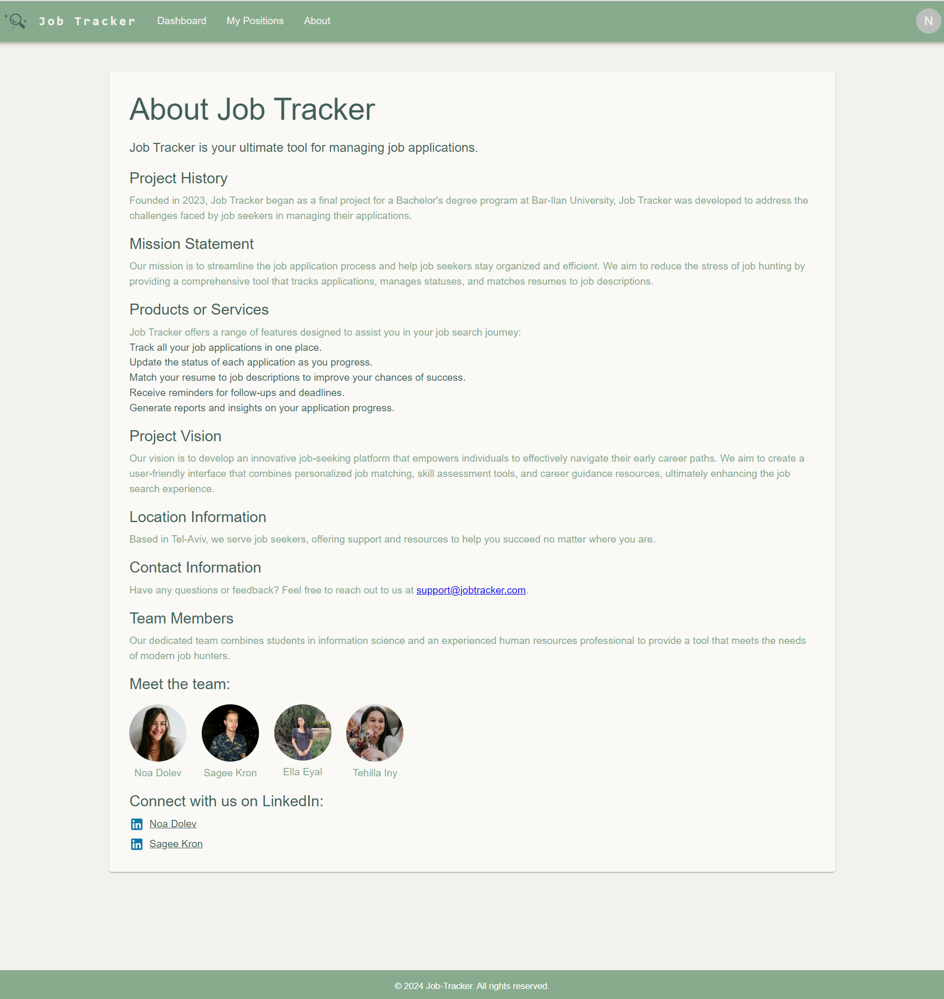 Job Tracker Dashboard My Positions About N
About Job Tracker
Job Tracker is your ultimate tool for managing job applications.
Project History
Founded in 2023, Job Tracker began as a final project for a Bachelor's degree program at Bar-Ilan University, Job Tracker was developed to address the
challenges faced by job seekers in managing their applications.
Mission Statement
Our mission is to streamline the job application process and help job seekers stay organized and efficient. We aim to reduce the stress of job hunting by
providing a comprehensive tool that tracks applications, manages statuses, and matches resumes to job descriptions.
Products or Services
Job Tracker offers a range of features designed to assist you in your job search journey:
Track all your job applications in one place.
Update the status of each application as you progress.
Match your resume to job descriptions to improve your chances of success.
Receive reminders for follow-ups and deadlines.
Generate reports and insights on your application progress.
Project Vision
Our vision is to develop an innovative job-seeking platform that empowers individuals to effectively navigate their early career paths. We aim to create a
user-friendly interface that combines personalized job matching, skill assessment tools, and career guidance resources, ultimately enhancing the job
search experience.
Location Information
Based in Tel-Aviv, we serve job seekers, offering support and resources to help you succeed no matter where you are.
Contact Information
Have any questions or feedback? Feel free to reach out to us at support@jobtracker.com.
Team Members
Our dedicated team combines students in information science and an experienced human resources professional to provide a tool that meets the needs
of modern job hunters.
Meet the team:
Noa Dolev Sagee Kron Ella Eyal Tehilla Iny
Connect with us on LinkedIn:
in Noa Dolev
in Sagee Kron
© 2024 Job-Tracker. All rights reserved.